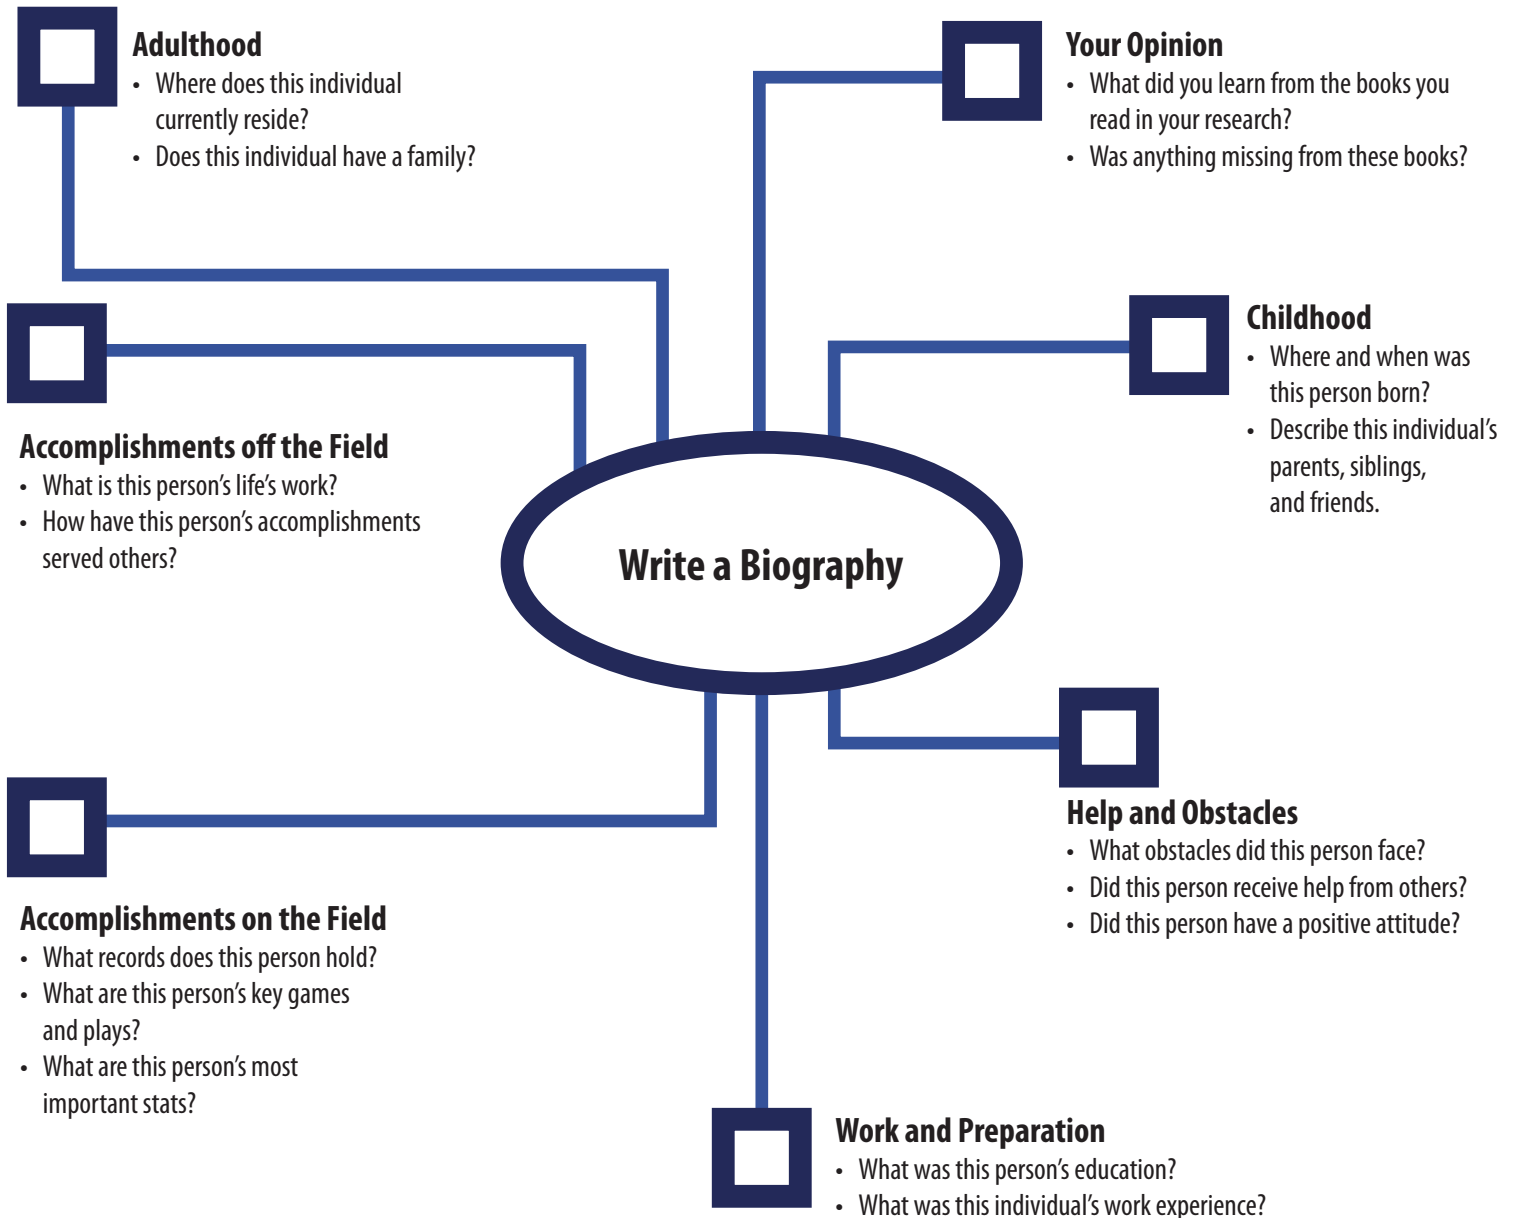 Adulthood
• Where does this individual
currently reside?
• Does this individual have a family?
Your Opinion
• What did you learn from the books you
read in your research?
• Was anything missing from these books?
Childhood
• Where and when was
this person born?
• Describe this individual’s
parents, siblings,
and friends.
Accomplishments off the Field
• What is this person’s life’s work?
• How have this person’s accomplishments
served others?
Write a Biography
Help and Obstacles
• What obstacles did this person face?
• Did this person receive help from others?
• Did this person have a positive attitude?
Accomplishments on the Field
• What records does this person hold?
• What are this person’s key games
and plays?
• What are this person’s most
important stats?
Work and Preparation
• What was this person’s education?
• What was this individual’s work experience?